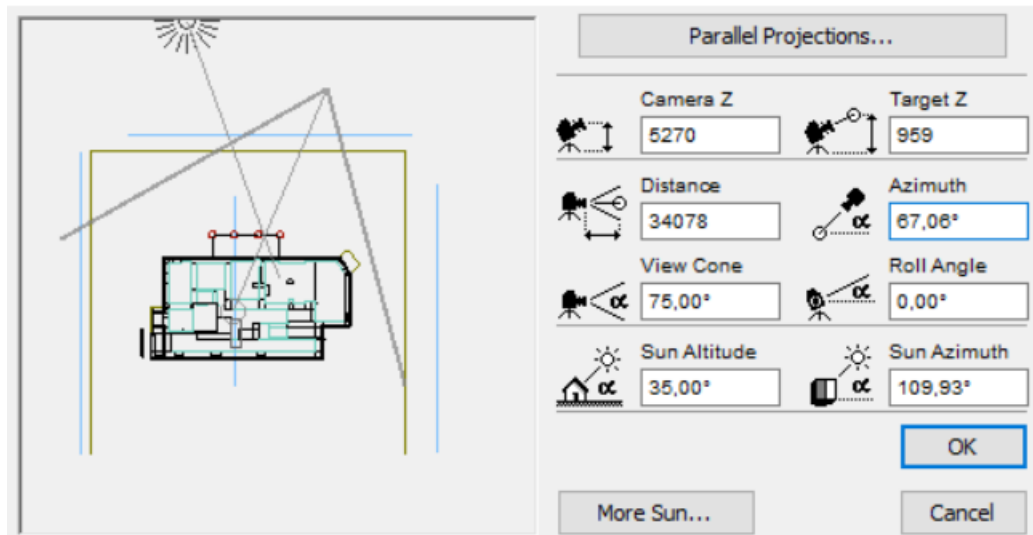 Parallel Projections...
Camera Z
Target Z
5270
959
Distance
Azimuth
34078
α
67,06°
View Cone
Roll Angle
α
75,00°
α
0,00°
Sun Altitude
Sun Azimuth
α
35,00°
α
109,93°
OK
More Sun...
Cancel